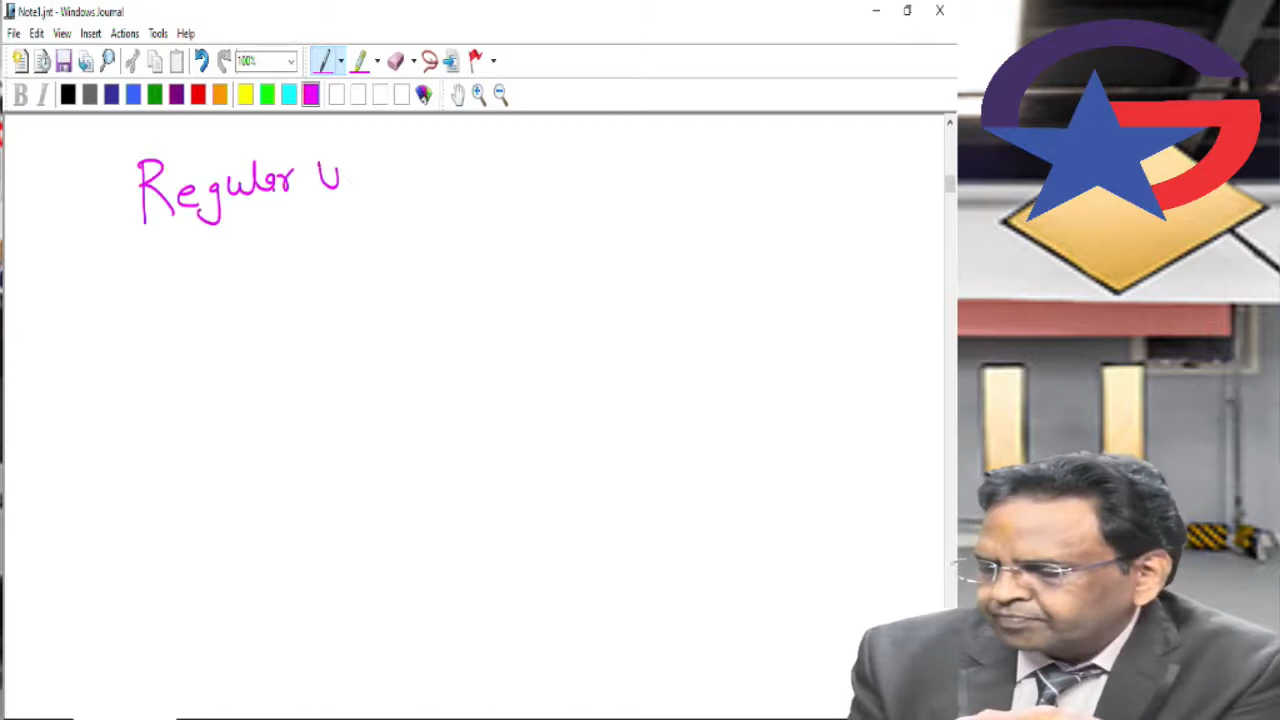 Note1.jnt - Windows Journal
File Edit View Insert Actions Tools Help
100%
B I
Regular U